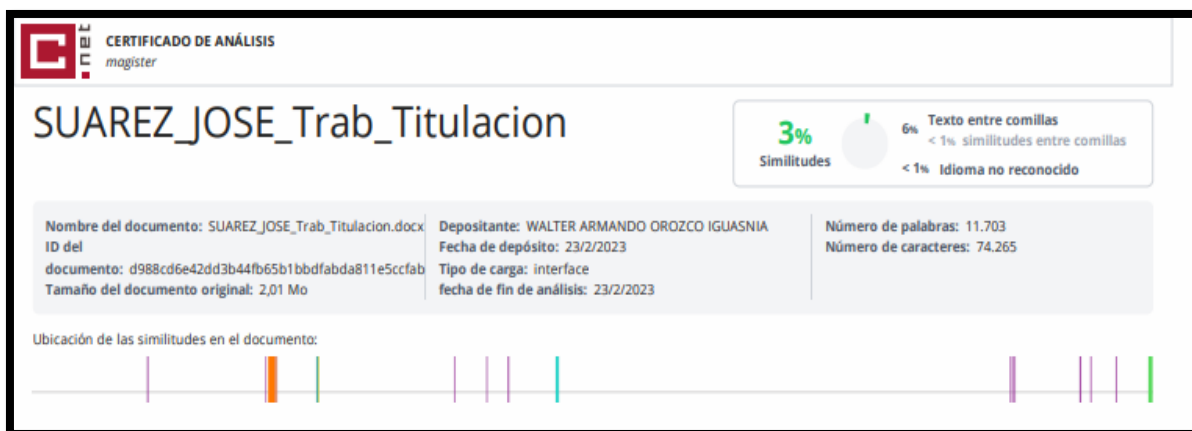 C
.net
CERTIFICADO DE ANÁLISIS
magister
SUAREZ_JOSE_Trab_Titulacion
3%
Similitudes
6% Texto entre comillas
< 1% similitudes entre comillas
< 1% Idioma no reconocido
Nombre del documento: SUAREZ_JOSE_Trab_Titulacion.docx
ID del
documento: d988cd6e42dd3b44fb65b1bbdfabda811e5ccfab
Tamaño del documento original: 2,01 Mo
Depositante: WALTER ARMANDO OROZCO IGUASNIA
Fecha de depósito: 23/2/2023
Tipo de carga: interface
fecha de fin de análisis: 23/2/2023
Número de palabras: 11.703
Número de caracteres: 74.265
Ubicación de las similitudes en el documento: